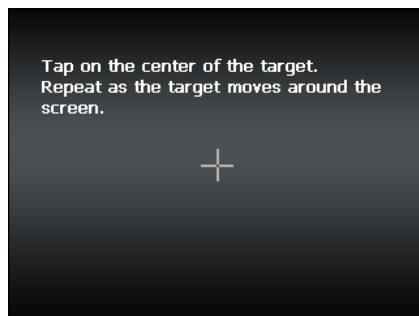 Tap on the center of the target.
Repeat as the target moves around the
screen.